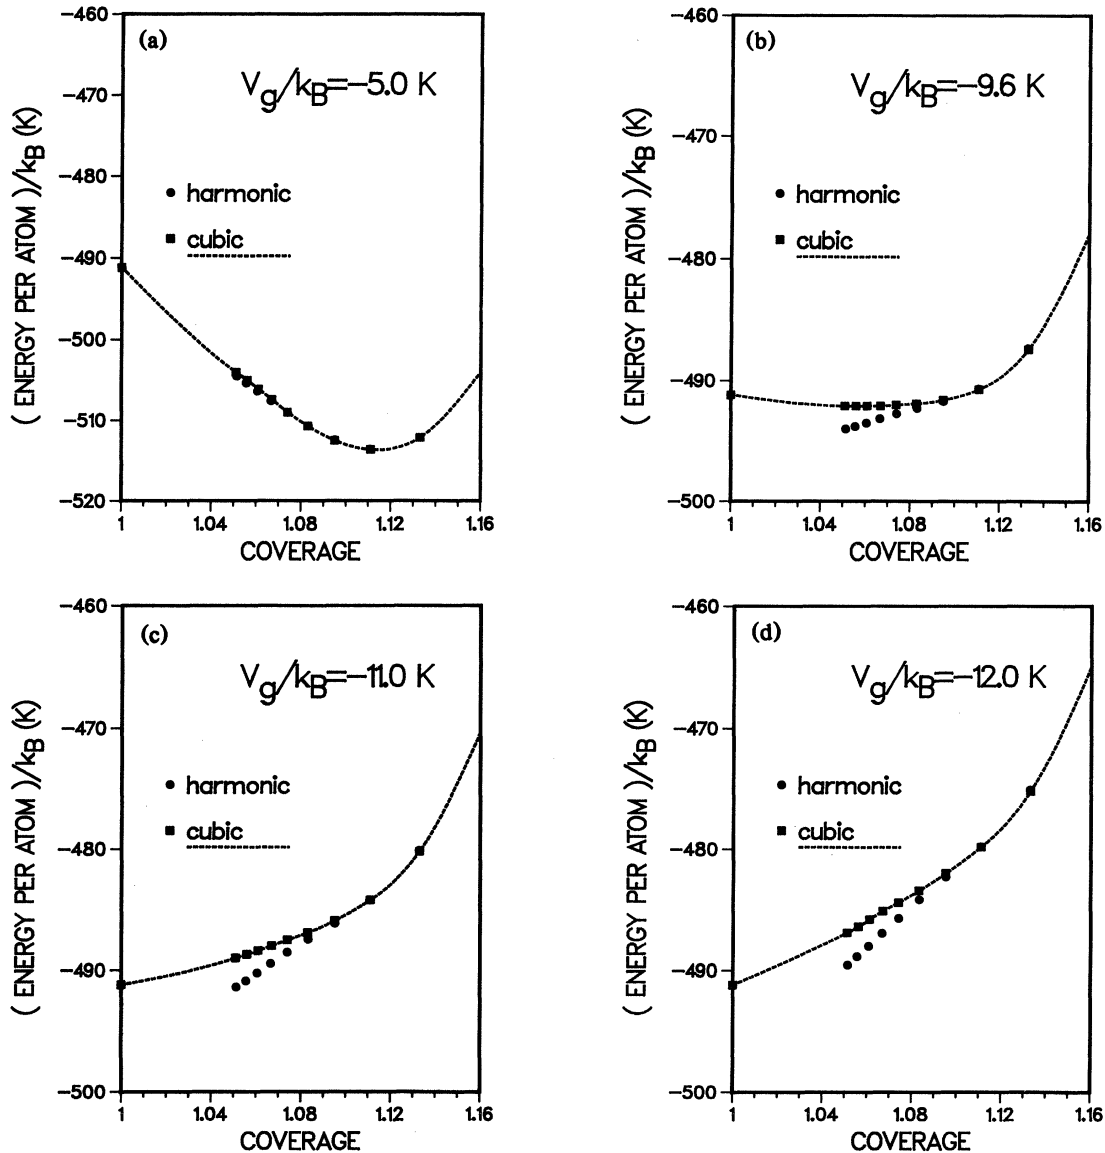 (a)
V_g/k_B=−5.0 K
( ENERGY PER ATOM )/k_B (K)
−460
−470
−480
−490
−500
−510
−520
harmonic
cubic
1 1.04 1.08 1.12 1.16
COVERAGE
(b)
V_g/k_B=−9.6 K
( ENERGY PER ATOM )/k_B (K)
−460
−470
−480
−490
−500
harmonic
cubic
1 1.04 1.08 1.12 1.16
COVERAGE
(c)
V_g/k_B=−11.0 K
( ENERGY PER ATOM )/k_B (K)
−460
−470
−480
−490
−500
harmonic
cubic
1 1.04 1.08 1.12 1.16
COVERAGE
(d)
V_g/k_B=−12.0 K
( ENERGY PER ATOM )/k_B (K)
−460
−470
−480
−490
−500
harmonic
cubic
1 1.04 1.08 1.12 1.16
COVERAGE